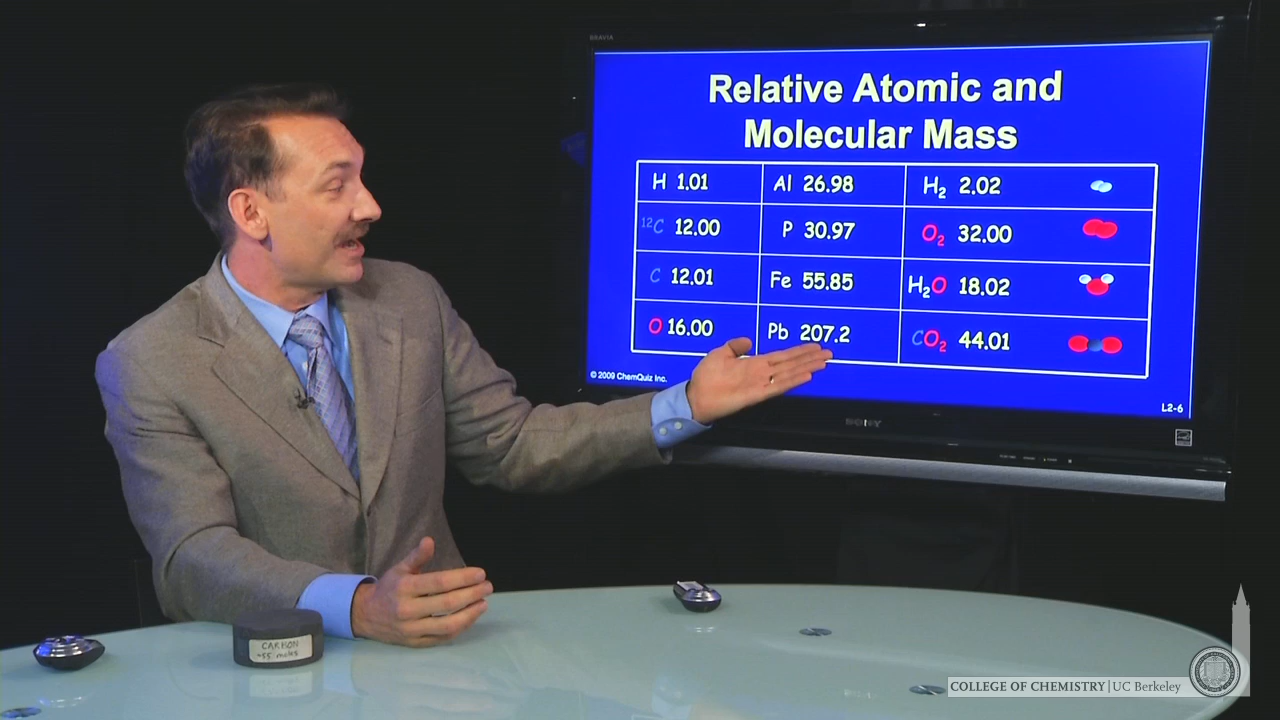 BRAVIA
Relative Atomic and
Molecular Mass
H 1.01 Al 26.98 H₂ 2.02
¹²C 12.00 P 30.97 O₂ 32.00
C 12.01 Fe 55.85 H₂O 18.02
O 16.00 Pb 207.2 CO₂ 44.01
© 2009 ChemQuiz Inc.
L2-6
SONY
CARBON
~55 moles
COLLEGE OF CHEMISTRY | UC Berkeley